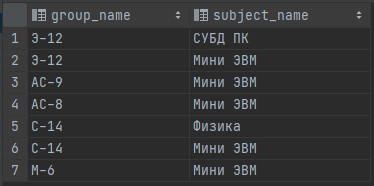 group_name subject_name
1 Э-12 СУБД ПК
2 Э-12 Мини ЭВМ
3 АС-9 Мини ЭВМ
4 АС-8 Мини ЭВМ
5 С-14 Физика
6 С-14 Мини ЭВМ
7 М-6 Мини ЭВМ